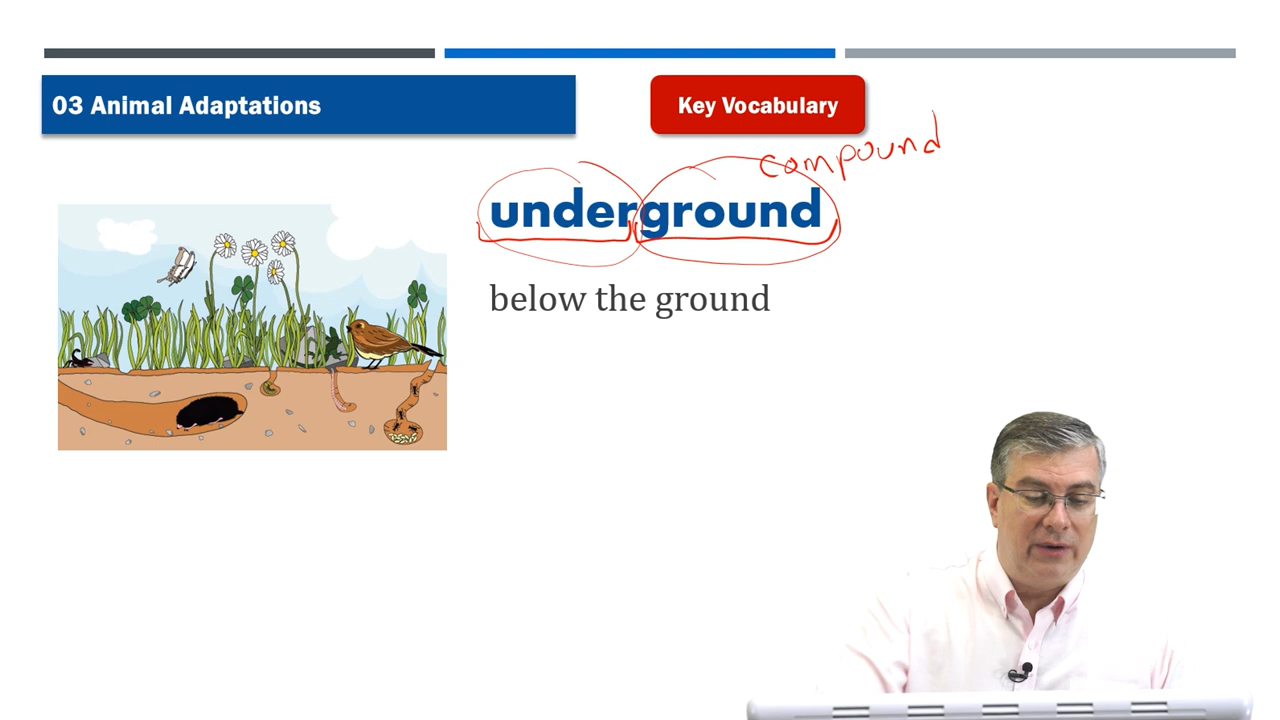 03 Animal Adaptations
Key Vocabulary
compound
underground
below the ground